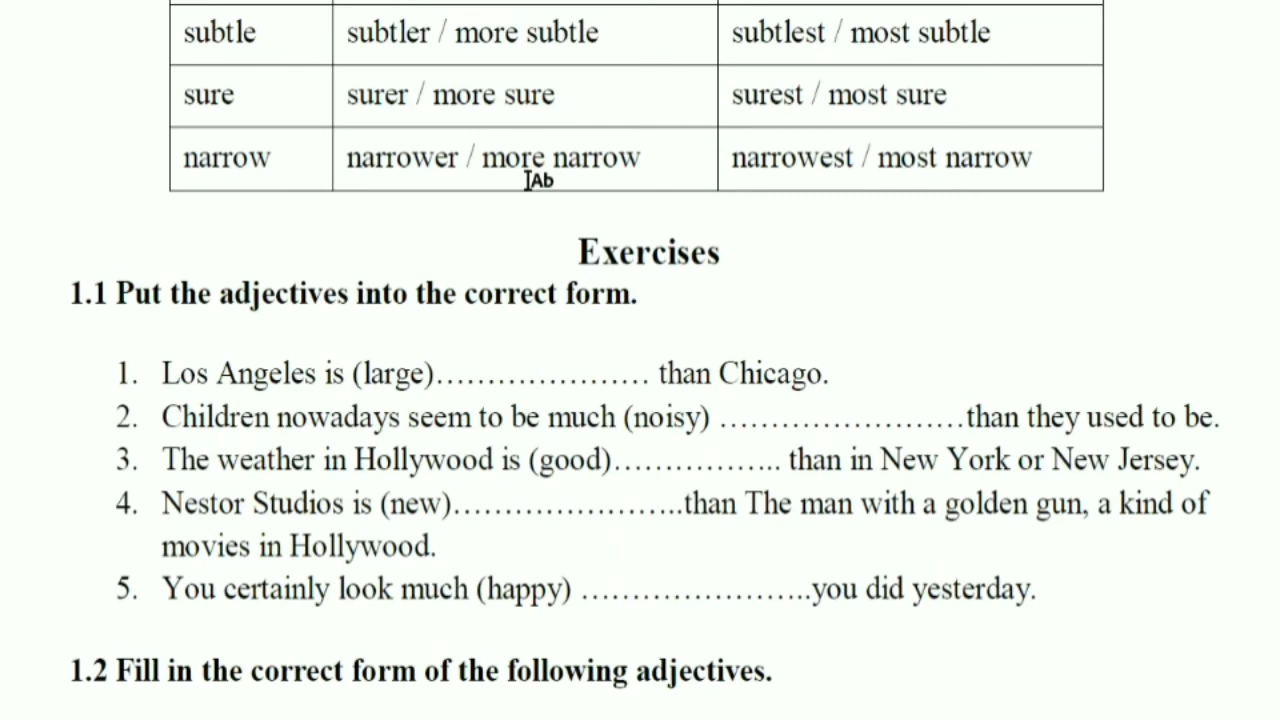 subtle subtler / more subtle subtlest / most subtle
sure surer / more sure surest / most sure
narrow narrower / more narrow narrowest / most narrow
Ab
Exercises
1.1 Put the adjectives into the correct form.
1. Los Angeles is (large)………………… than Chicago.
2. Children nowadays seem to be much (noisy) ……………………than they used to be.
3. The weather in Hollywood is (good)…………….. than in New York or New Jersey.
4. Nestor Studios is (new)…………………..than The man with a golden gun, a kind of
movies in Hollywood.
5. You certainly look much (happy) …………………..you did yesterday.
1.2 Fill in the correct form of the following adjectives.